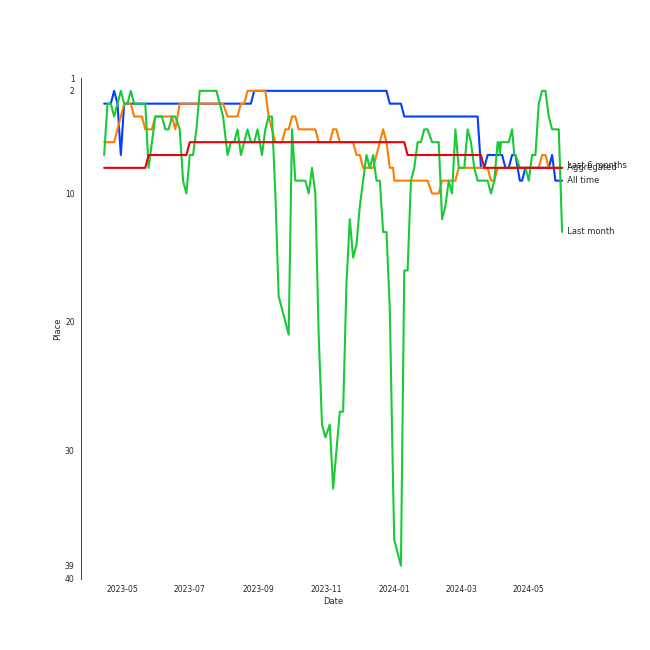 1
2
10
20
30
39
40
Place
2023-05
2023-07
2023-09
2023-11
2024-01
2024-03
2024-05
Date
Last 6 months
Aggregated
All time
Last month